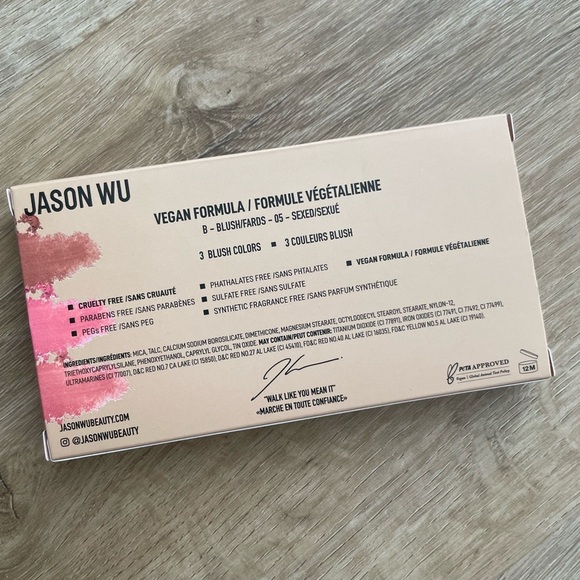 JASON WU
VEGAN FORMULA / FORMULE VÉGÉTALIENNE
B – BLUSH/FARDS – 05 – SEXED/SEXUÉ
3 BLUSH COLORS ▪ 3 COULEURS BLUSH
▪ CRUELTY FREE /SANS CRUAUTÉ
▪ PARABENS FREE /SANS PARABÈNES
▪ PEGs FREE /SANS PEG
▪ PHATHALATES FREE /SANS PHTALATES
▪ SULFATE FREE /SANS SULFATE
▪ SYNTHETIC FRAGRANCE FREE /SANS PARFUM SYNTHÉTIQUE
▪ VEGAN FORMULA / FORMULE VÉGÉTALIENNE
INGREDIENTS/INGRÉDIENTS: MICA, TALC, CALCIUM SODIUM BOROSILICATE, DIMETHICONE, MAGNESIUM STEARATE, OCTYLDODECYL STEAROYL STEARATE, NYLON-12,
TRIETHOXYCAPRYLYLSILANE, PHENOXYETHANOL, CAPRYLYL GLYCOL, TIN OXIDE. MAY CONTAIN/PEUT CONTENIR: TITANIUM DIOXIDE (CI 77891), IRON OXIDES (CI 77491, CI 77492, CI 77499),
ULTRAMARINES (CI 77007), D&C RED NO.7 CA LAKE (CI 15850), D&C RED NO.27 AL LAKE (CI 45410), FD&C RED NO.40 AL LAKE (CI 16035), FD&C YELLOW NO.5 AL LAKE (CI 19140).
"WALK LIKE YOU MEAN IT"
«MARCHE EN TOUTE CONFIANCE»
JASONWUBEAUTY.COM
@JASONWUBEAUTY
PETA APPROVED
Vegan | Global Animal Test Policy
12 M